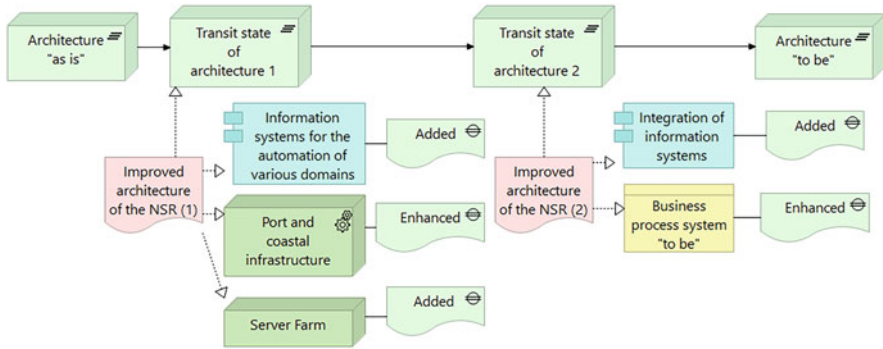 Architecture
"as is"
Transit state
of
architecture 1
Transit state
of
architecture 2
Architecture
"to be"
Information
systems for the
automation of
various domains
Added
Integration of
information
systems
Added
Improved
architecture
of the NSR (1)
Improved
architecture
of the NSR (2)
Port and
coastal
infrastructure
Enhanced
Business
process system
"to be"
Enhanced
Server Farm
Added